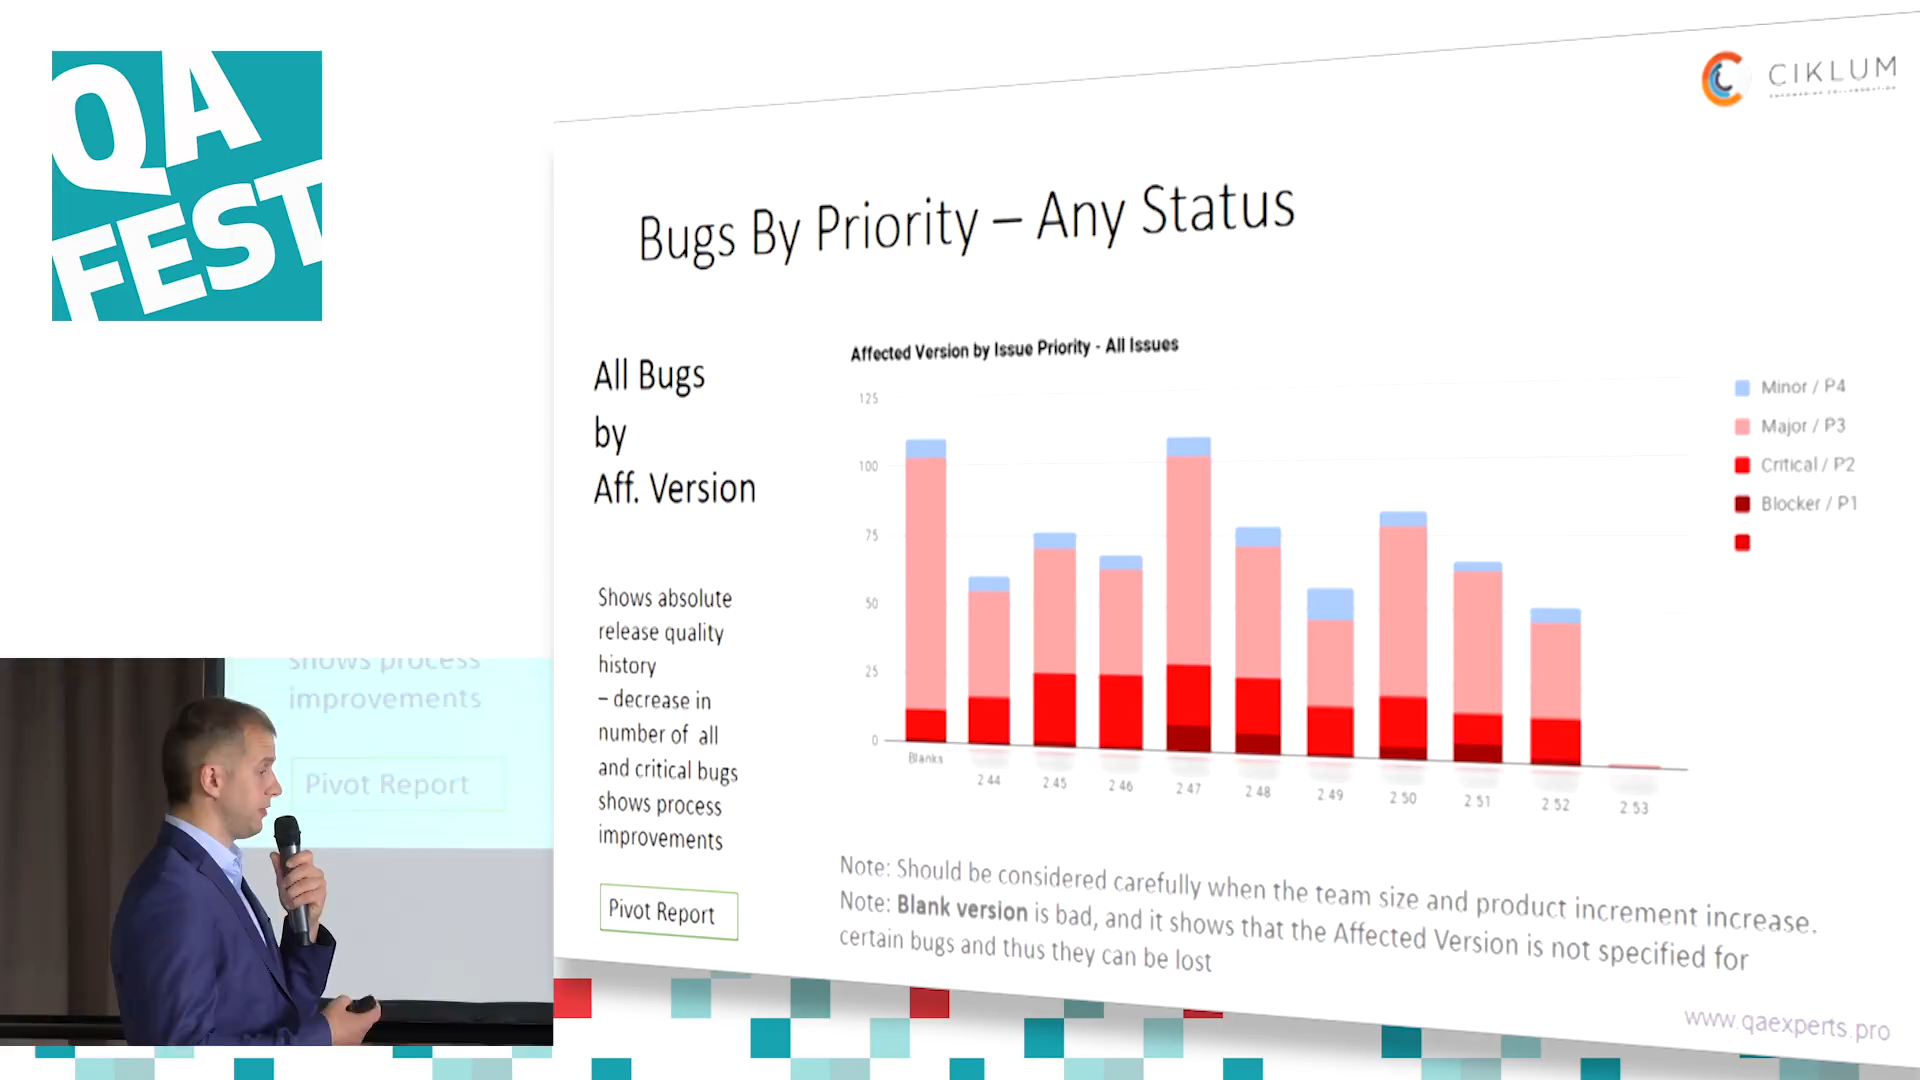 QA
FEST
CIKLUM
Bugs By Priority – Any Status
All Bugs
by
Aff. Version
Shows absolute
release quality
history
– decrease in
number of all
and critical bugs
shows process
improvements
Pivot Report
Affected Version by Issue Priority - All Issues
125
100
75
50
25
0
Blanks
2 44
2 45
2 46
2 47
2 48
2 49
2 50
2 51
2 52
2 53
Minor / P4
Major / P3
Critical / P2
Blocker / P1
Note: Should be considered carefully when the team size and product increment increase.
Note: Blank version is bad, and it shows that the Affected Version is not specified for
certain bugs and thus they can be lost
www.qaexperts.pro
shows process
improvements
Pivot Report